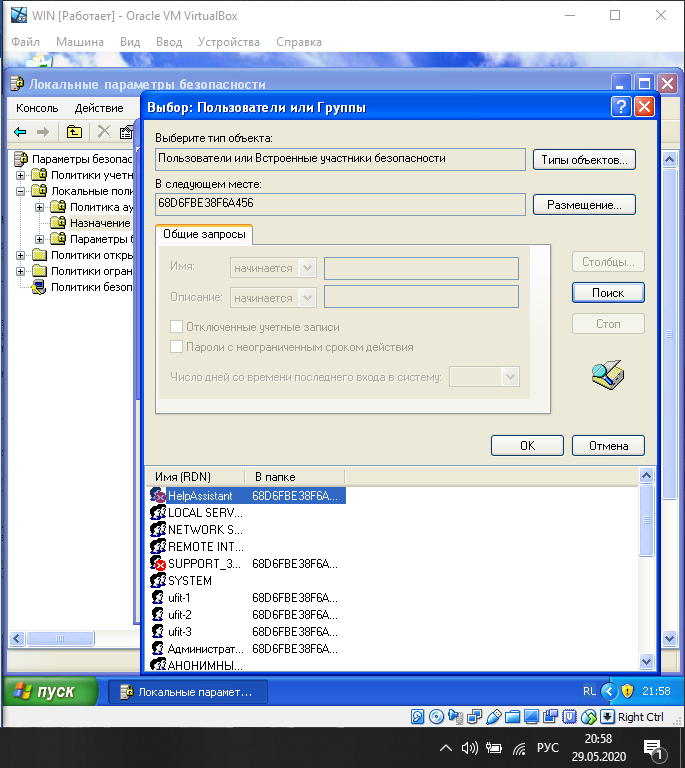 WIN [Работает] - Oracle VM VirtualBox
Файл Машина Вид Ввод Устройства Справка
Локальные параметры безопасности
Консоль Действие
Выбор: Пользователи или Группы
Выберите тип объекта:
Пользователи или Встроенные участники безопасности
Типы объектов...
В следующем месте:
68D6FBE38F6A456
Размещение...
Параметры безопас
Политики учетн
Локальные поли
Политика ау
Назначение
Параметры б
Политики откры
Политики огран
Политики безоп
Общие запросы
Имя: начинается
Описание: начинается
Отключенные учетные записи
Пароли с неограниченным сроком действия
Число дней со времени последнего входа в систему:
Столбцы...
Поиск
Стоп
ОК Отмена
Имя (RDN) В папке
HelpAssistant 68D6FBE38F6A...
LOCAL SERV...
NETWORK S...
REMOTE INT...
SUPPORT_3... 68D6FBE38F6A...
SYSTEM
ufit-1 68D6FBE38F6A...
ufit-2 68D6FBE38F6A...
ufit-3 68D6FBE38F6A...
Администрат... 68D6FBE38F6A...
АНОНИМНЫ...
пуск Локальные парамет... RL 21:58
Right Ctrl
РУС 20:58
29.05.2020
1